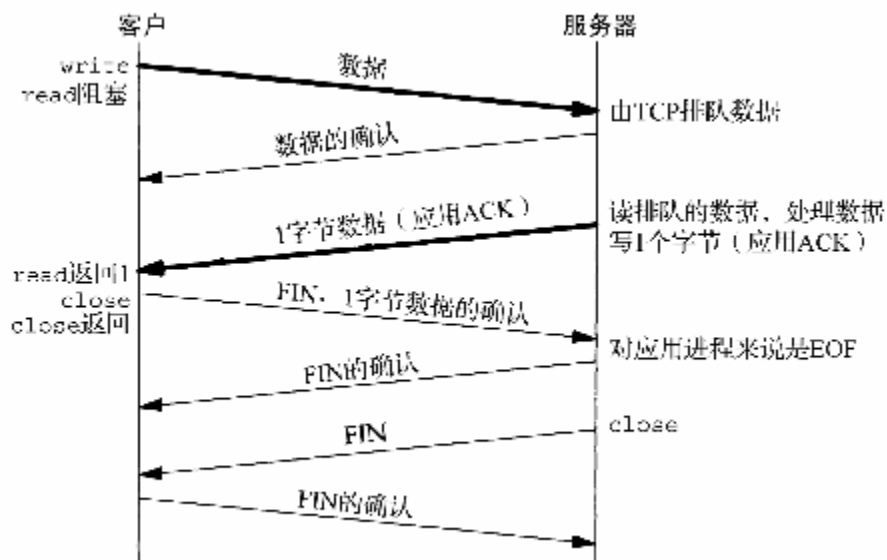 客户
服务器
write
read阻塞
数据
由TCP排队数据
数据的确认
1字节数据（应用ACK）
读排队的数据，处理数据
写1个字节（应用ACK）
read返回1
close
close返回
FIN，1字节数据的确认
对应用进程来说是EOF
FIN的确认
close
FIN
FIN的确认